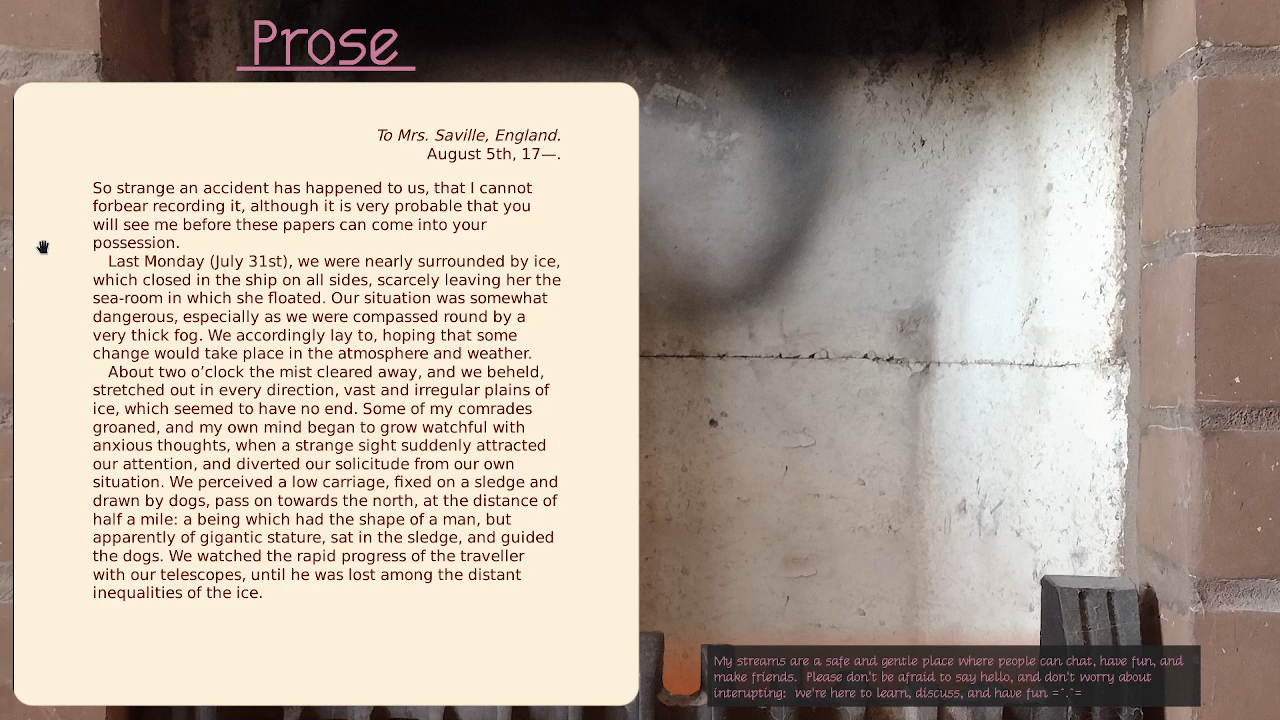 Prose
To Mrs. Saville, England.
August 5th, 17—.
So strange an accident has happened to us, that I cannot
forbear recording it, although it is very probable that you
will see me before these papers can come into your
possession.
Last Monday (July 31st), we were nearly surrounded by ice,
which closed in the ship on all sides, scarcely leaving her the
sea-room in which she floated. Our situation was somewhat
dangerous, especially as we were compassed round by a
very thick fog. We accordingly lay to, hoping that some
change would take place in the atmosphere and weather.
About two o’clock the mist cleared away, and we beheld,
stretched out in every direction, vast and irregular plains of
ice, which seemed to have no end. Some of my comrades
groaned, and my own mind began to grow watchful with
anxious thoughts, when a strange sight suddenly attracted
our attention, and diverted our solicitude from our own
situation. We perceived a low carriage, fixed on a sledge and
drawn by dogs, pass on towards the north, at the distance of
half a mile: a being which had the shape of a man, but
apparently of gigantic stature, sat in the sledge, and guided
the dogs. We watched the rapid progress of the traveller
with our telescopes, until he was lost among the distant
inequalities of the ice.
My streams are a safe and gentle place where people can chat, have fun, and
make friends. Please don't be afraid to say hello, and don't worry about
interupting: we're here to learn, discuss, and have fun =^.^=